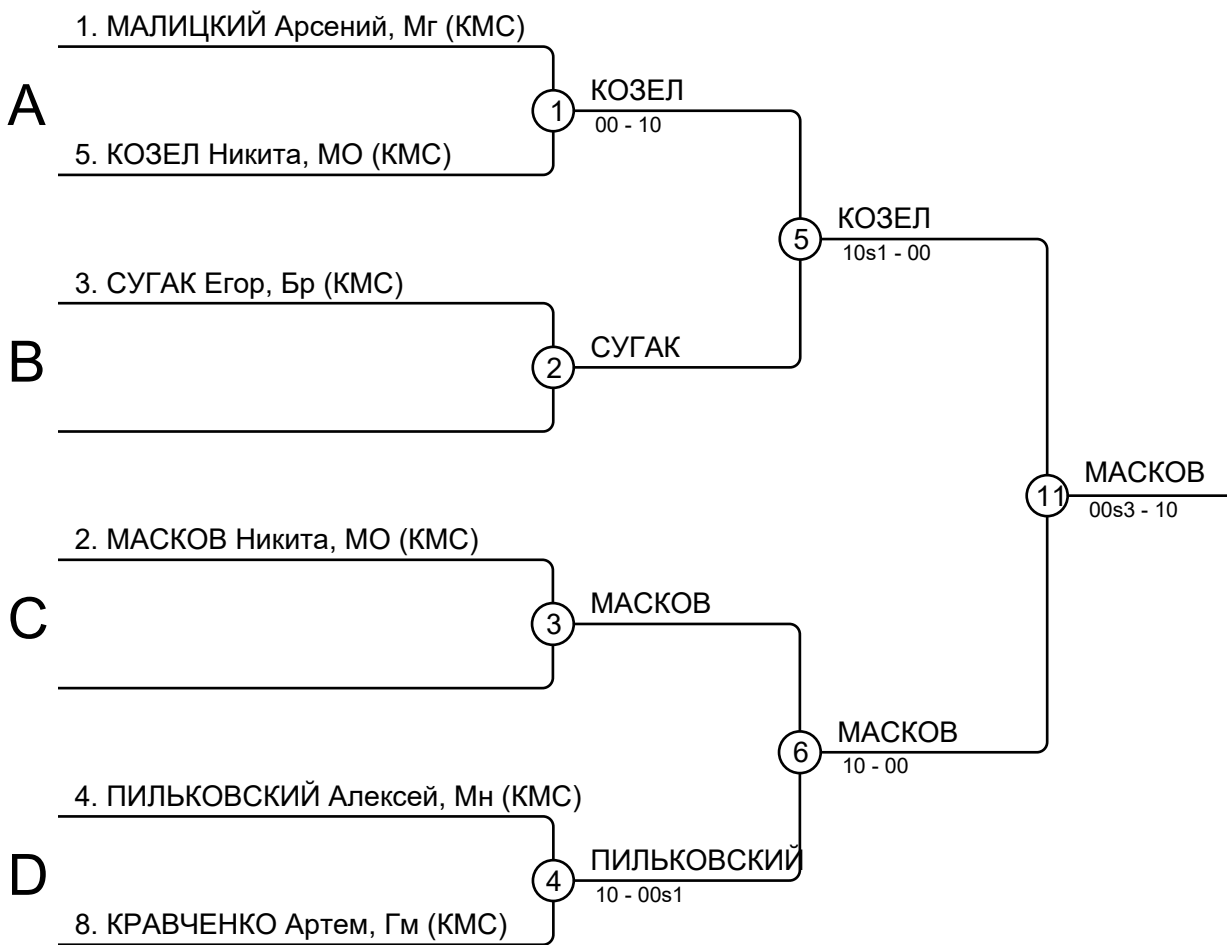 1. МАЛИЦКИЙ Арсений, Мг (КМС)
A
1
КОЗЕЛ
00 - 10
5. КОЗЕЛ Никита, МО (КМС)
5
КОЗЕЛ
10s1 - 00
3. СУГАК Егор, Бр (КМС)
B
2
СУГАК
11
МАСКОВ
00s3 - 10
2. МАСКОВ Никита, МО (КМС)
C
3
МАСКОВ
6
МАСКОВ
10 - 00
4. ПИЛЬКОВСКИЙ Алексей, Мн (КМС)
D
4
ПИЛЬКОВСКИЙ
10 - 00s1
8. КРАВЧЕНКО Артем, Гм (КМС)